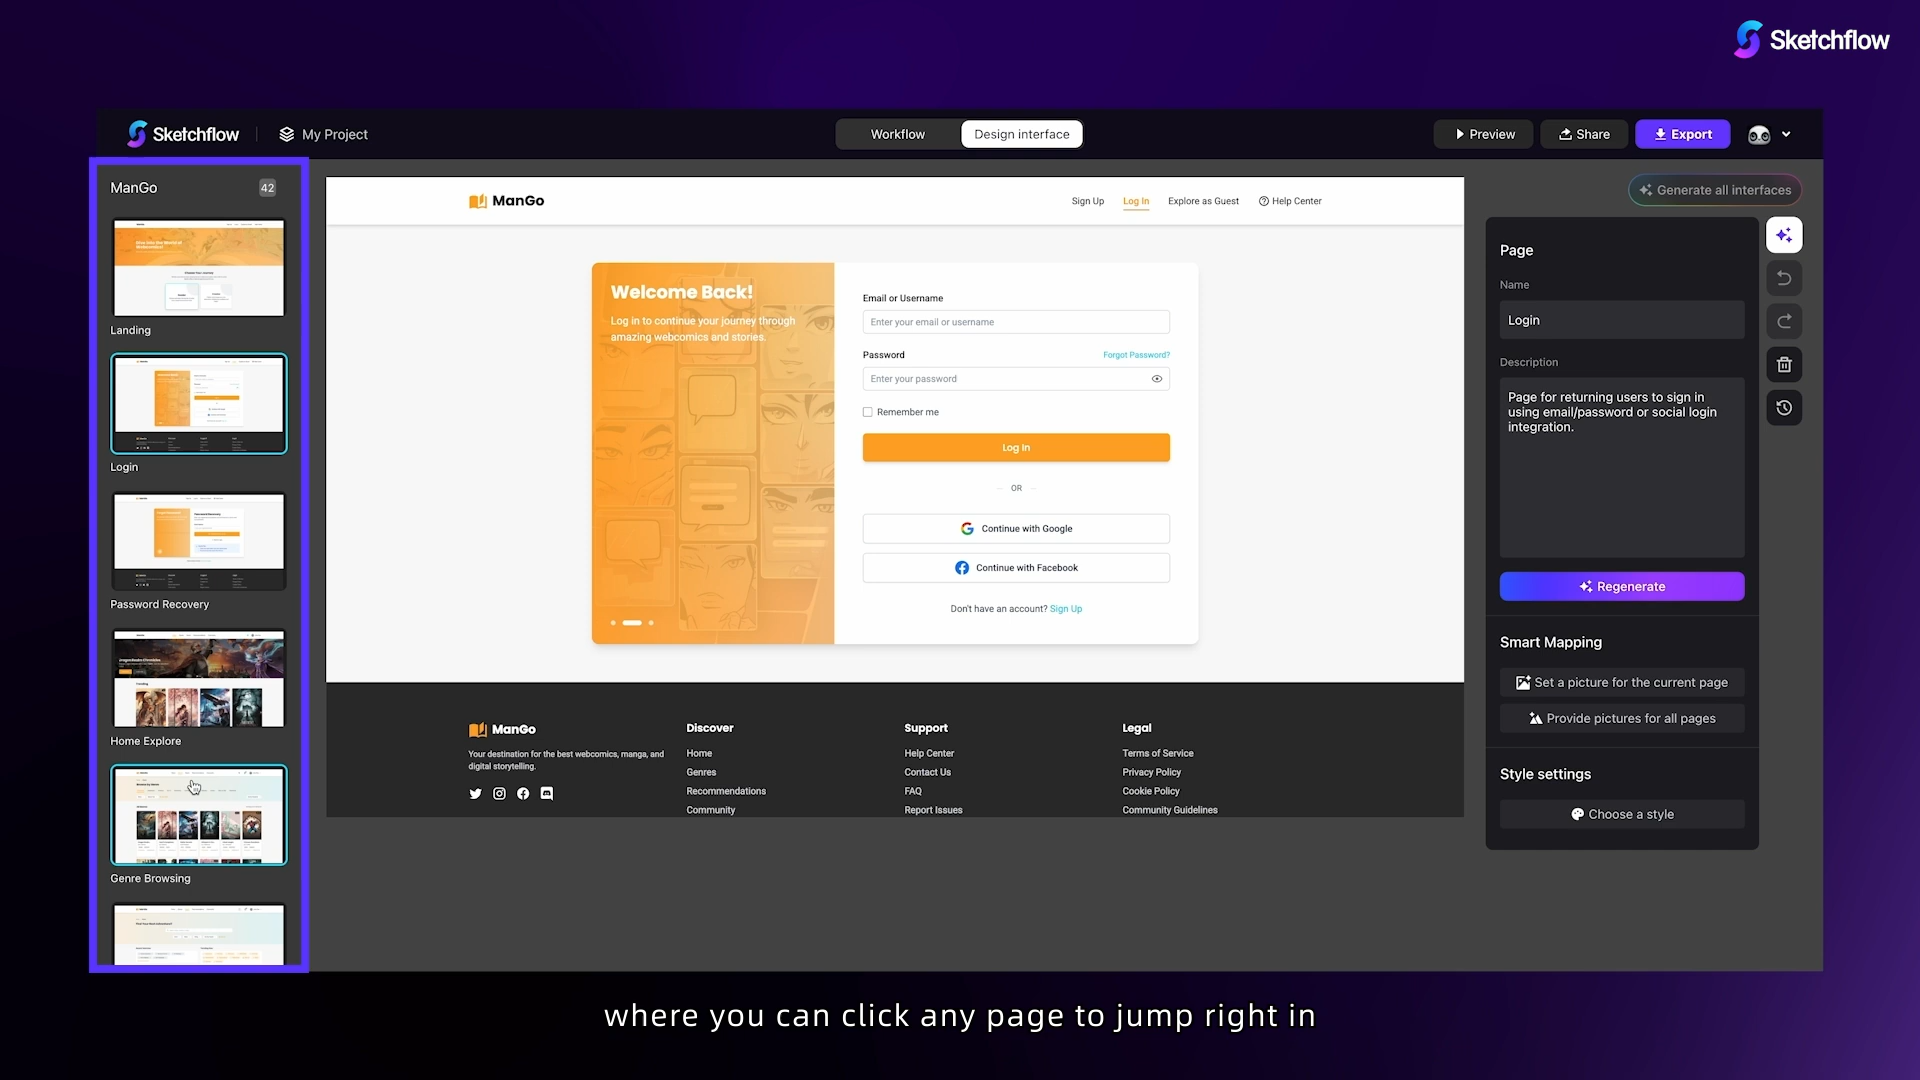 Sketchflow
Sketchflow
My Project
Workflow
Design interface
Preview
Share
Export
ManGo
42
Landing
Login
Password Recovery
Home Explore
Genre Browsing
ManGo
Sign Up
Log In
Explore as Guest
Help Center
Welcome Back!
Log in to continue your journey through
amazing webcomics and stories.
Email or Username
Enter your email or username
Password
Forgot Password?
Enter your password
Remember me
Log In
OR
Continue with Google
Continue with Facebook
Don't have an account? Sign Up
ManGo
Your destination for the best webcomics, manga, and
digital storytelling.
Discover
Home
Genres
Recommendations
Community
Support
Help Center
Contact Us
FAQ
Report Issues
Legal
Terms of Service
Privacy Policy
Cookie Policy
Community Guidelines
Generate all interfaces
Page
Name
Login
Description
Page for returning users to sign in
using email/password or social login
integration.
Regenerate
Smart Mapping
Set a picture for the current page
Provide pictures for all pages
Style settings
Choose a style
where you can click any page to jump right in